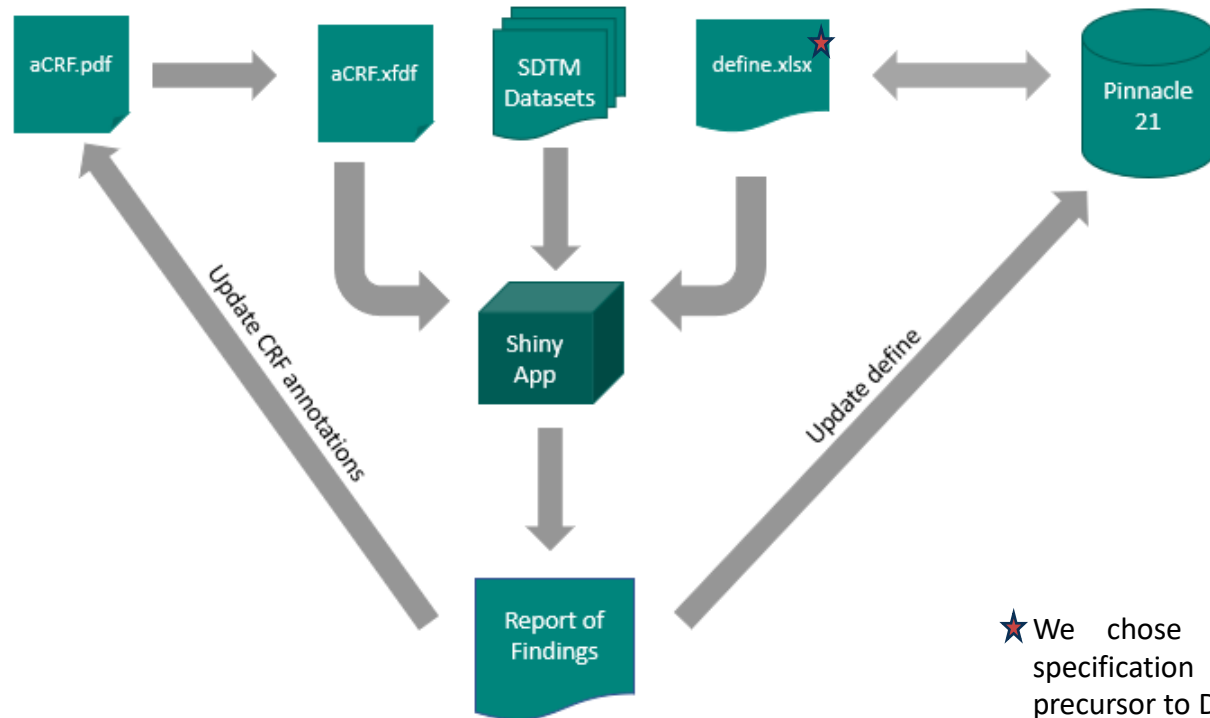 aCRF.pdf
aCRF.xfdf
SDTM
Datasets
define.xlsx
Pinnacle
21
Shiny
App
Update CRF annotations
Update define
Report of
Findings
We chose
specification
precursor to D